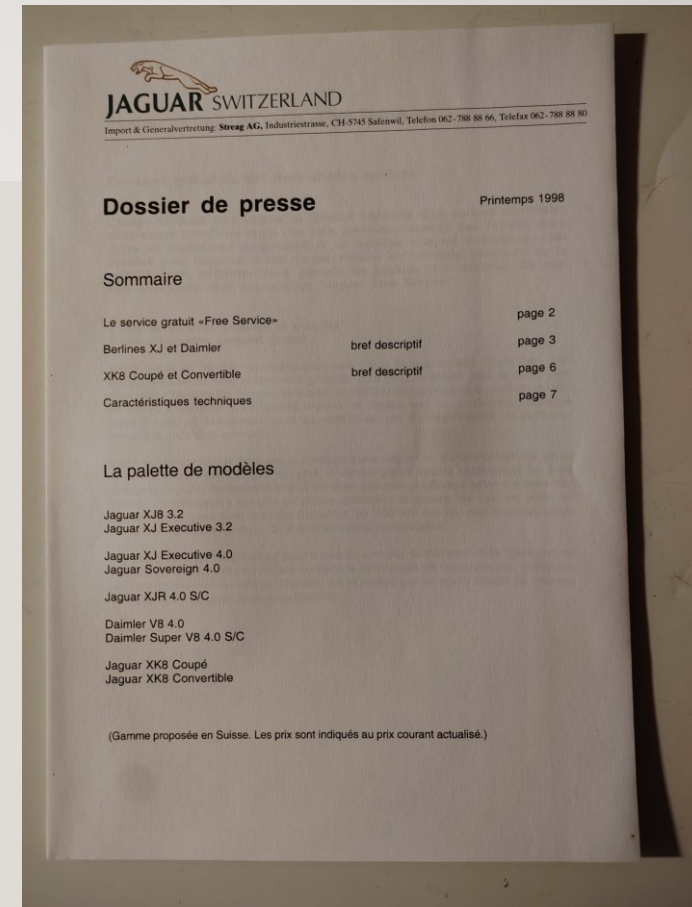 JAGUAR SWITZERLAND
Import & Generalvertretung: Streag AG, Industriestrasse, CH-5745 Safenwil, Telefon 062-788 88 66, Telefax 062-788 88 80
Dossier de presse Printemps 1998
Sommaire
Le service gratuit «Free Service» page 2
Berlines XJ et Daimler bref descriptif page 3
XK8 Coupé et Convertible bref descriptif page 6
Caractéristiques techniques page 7
La palette de modèles
Jaguar XJ8 3.2
Jaguar XJ Executive 3.2
Jaguar XJ Executive 4.0
Jaguar Sovereign 4.0
Jaguar XJR 4.0 S/C
Daimler V8 4.0
Daimler Super V8 4.0 S/C
Jaguar XK8 Coupé
Jaguar XK8 Convertible
(Gamme proposée en Suisse. Les prix sont indiqués au prix courant actualisé.)